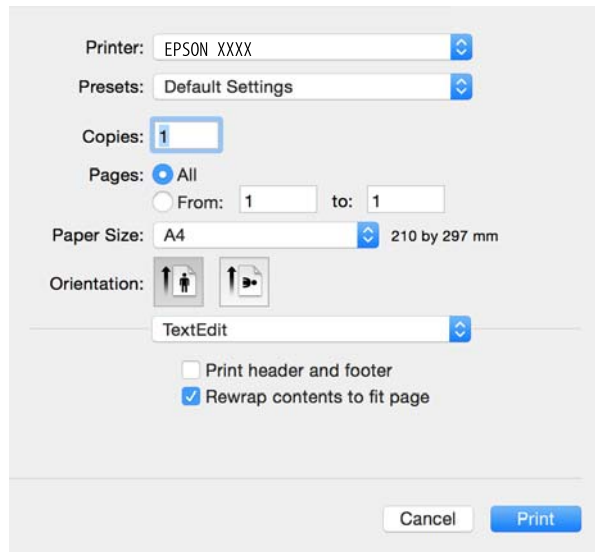 Printer: EPSON XXXX
Presets: Default Settings
Copies: 1
Pages: All
From: 1 to: 1
Paper Size: A4 210 by 297 mm
Orientation:
TextEdit
Print header and footer
Rewrap contents to fit page
Cancel Print